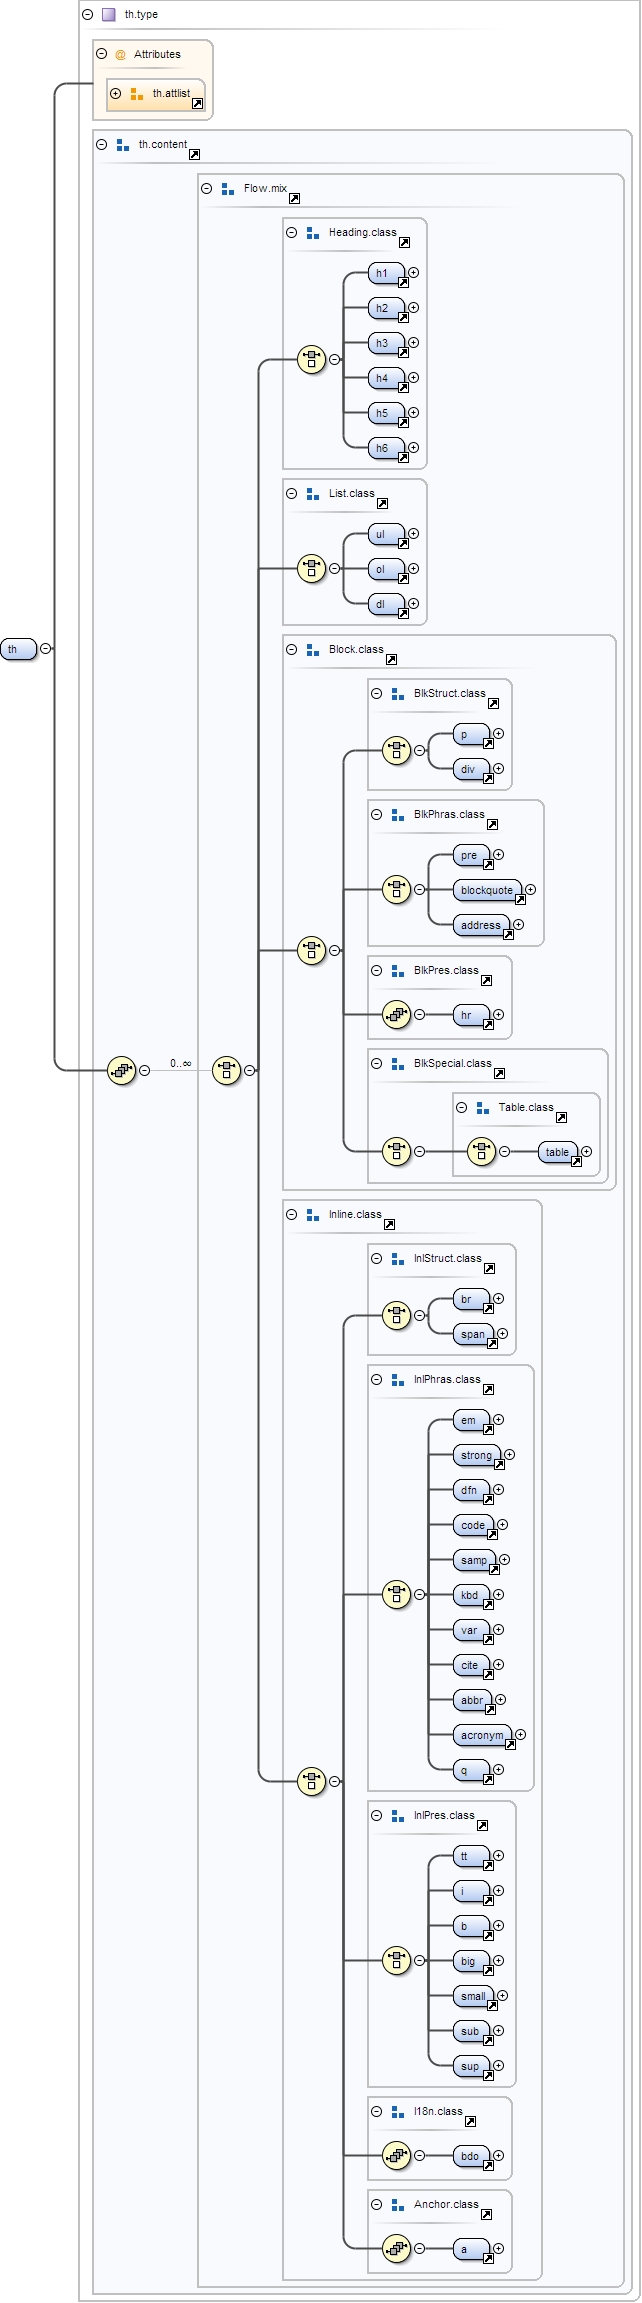 th.type
@ Attributes
th.attlist
th.content
Flow.mix
Heading.class
h1
h2
h3
h4
h5
h6
List.class
ul
ol
dl
th
Block.class
BlkStruct.class
p
div
BlkPhras.class
pre
blockquote
address
BlkPres.class
hr
0..∞
BlkSpecial.class
Table.class
table
Inline.class
InlStruct.class
br
span
InlPhras.class
em
strong
dfn
code
samp
kbd
var
cite
abbr
acronym
q
InlPres.class
tt
i
b
big
small
sub
sup
I18n.class
bdo
Anchor.class
a